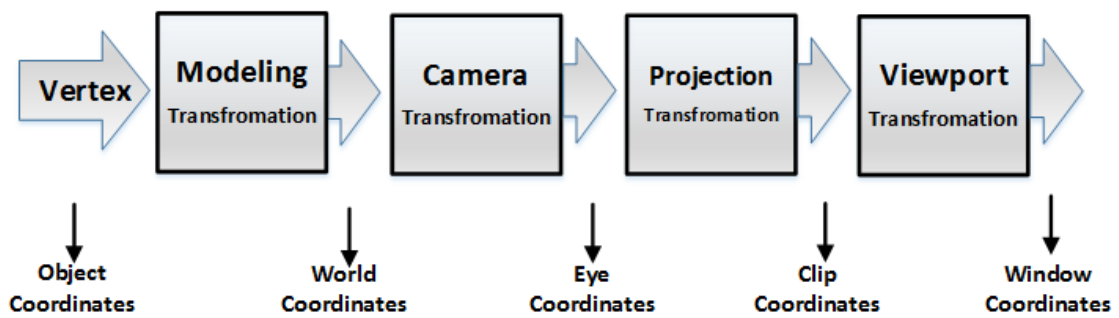 Vertex
Modeling
Transfromation
Camera
Transfromation
Projection
Transfromation
Viewport
Transfromation
Object
Coordinates
World
Coordinates
Eye
Coordinates
Clip
Coordinates
Window
Coordinates